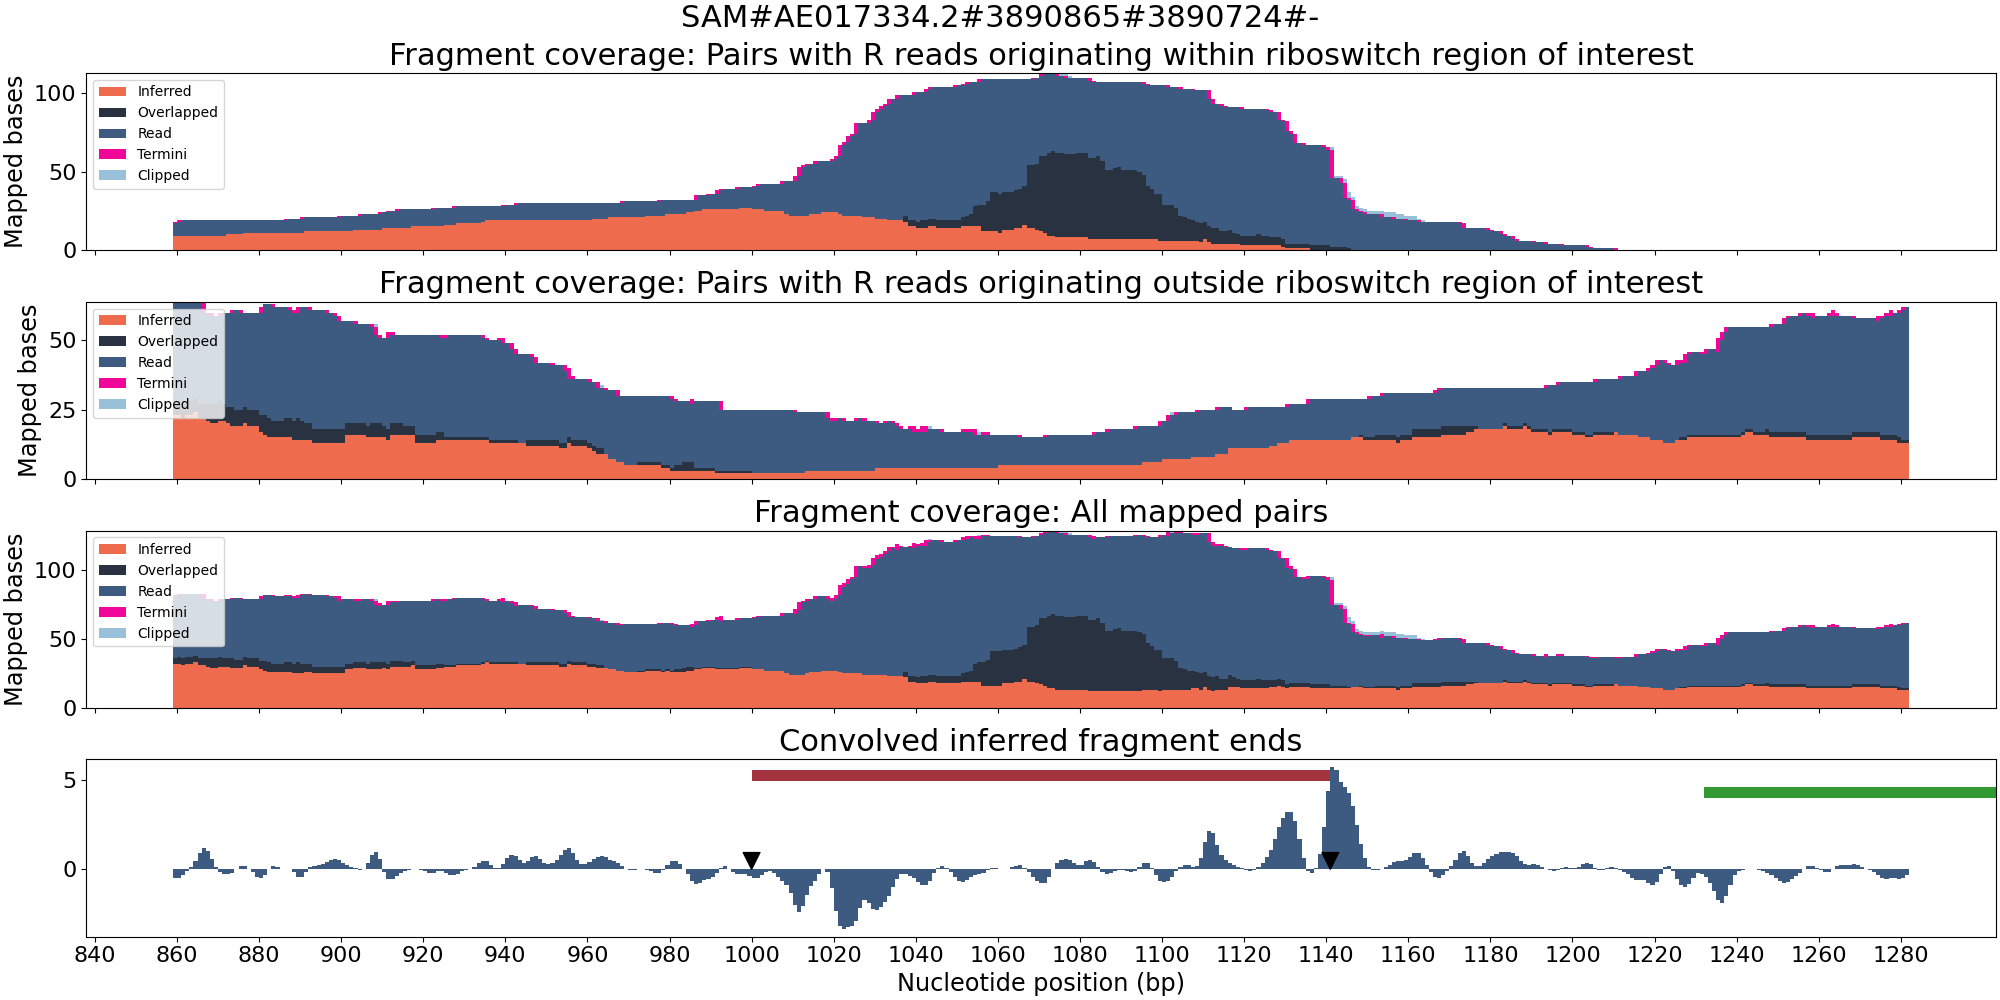 SAM#AE017334.2#3890865#3890724#-
Fragment coverage: Pairs with R reads originating within riboswitch region of interest
Mapped bases
100
50
0
Inferred
Overlapped
Read
Termini
Clipped
Fragment coverage: Pairs with R reads originating outside riboswitch region of interest
Mapped bases
50
25
0
Inferred
Overlapped
Read
Termini
Clipped
Fragment coverage: All mapped pairs
Mapped bases
100
50
0
Inferred
Overlapped
Read
Termini
Clipped
Convolved inferred fragment ends
5
0
840 860 880 900 920 940 960 980 1000 1020 1040 1060 1080 1100 1120 1140 1160 1180 1200 1220 1240 1260 1280
Nucleotide position (bp)